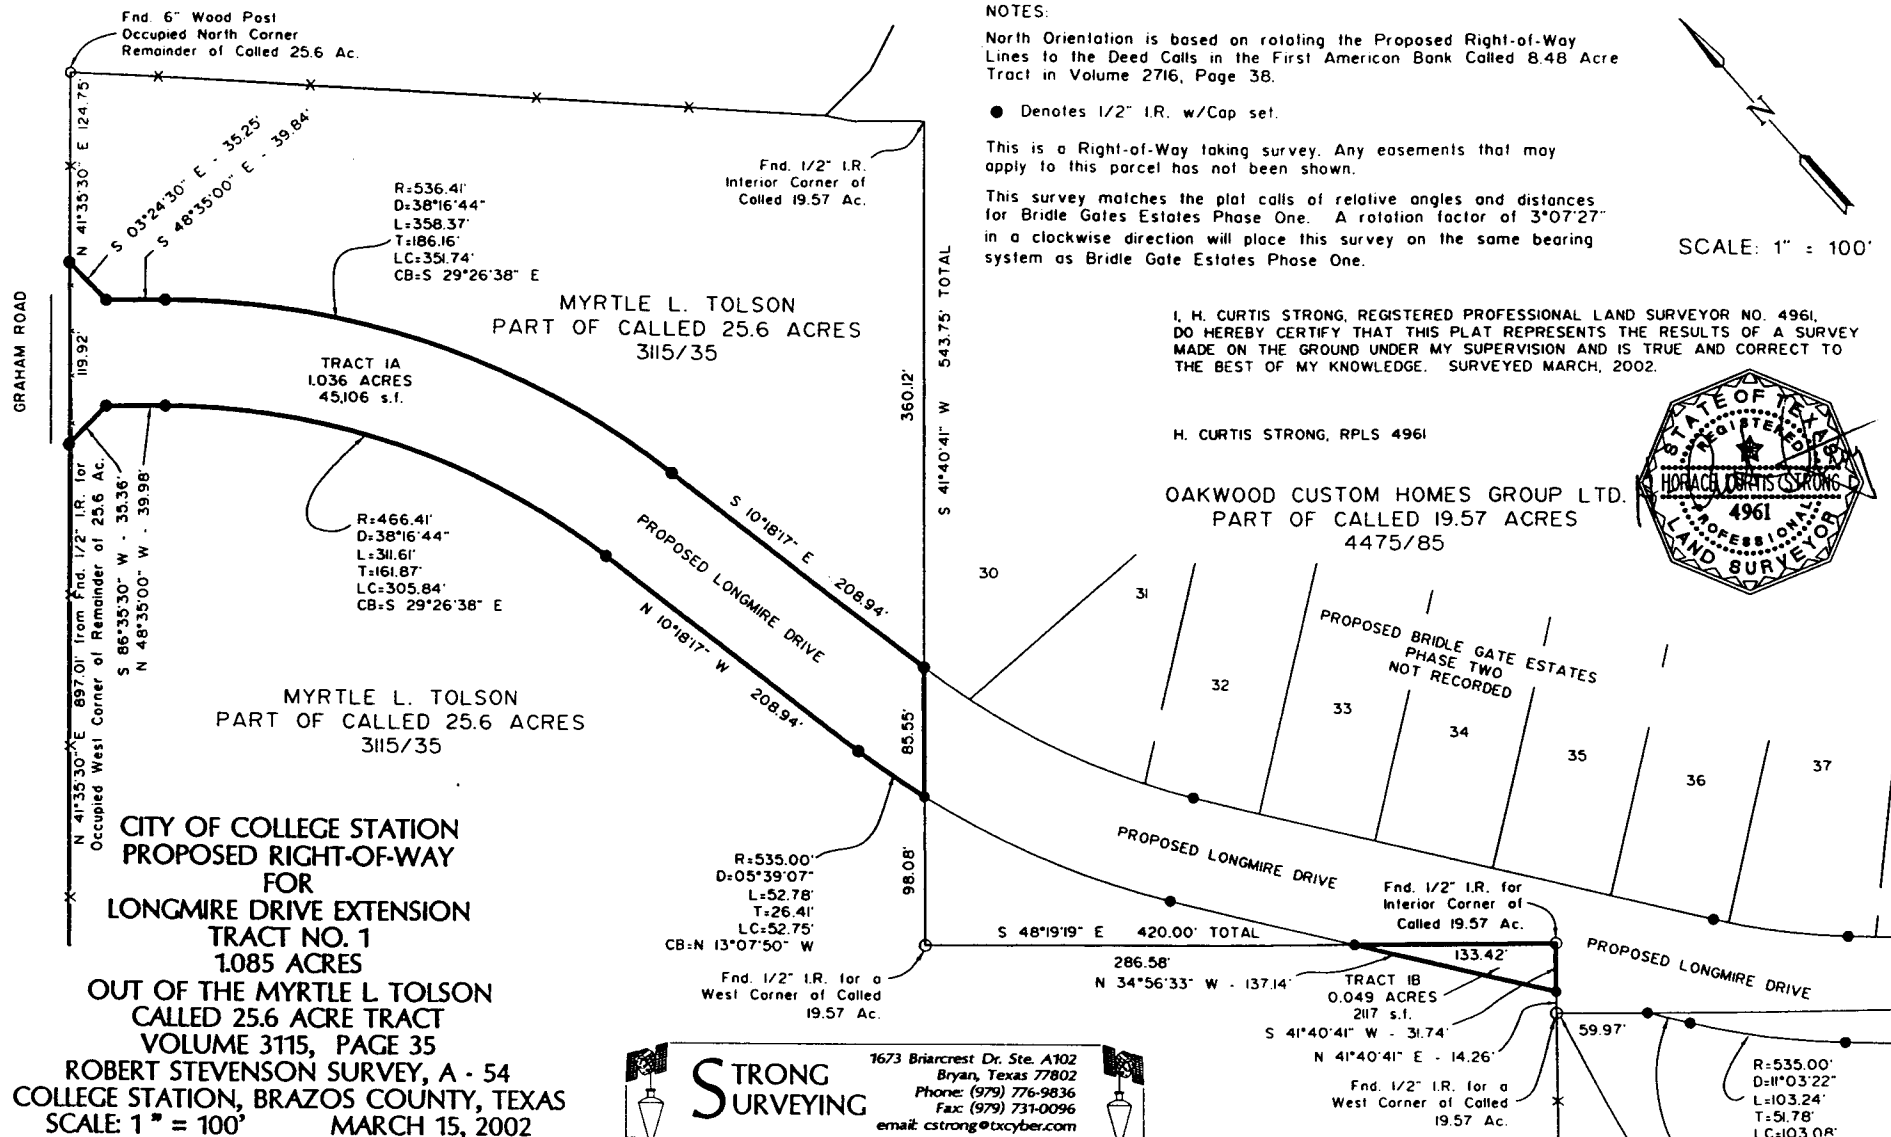 Fnd. 6" Wood Post
Occupied North Corner
Remainder of Called 25.6 Ac.
N 41°35'30" E 124.75'
S 03°24'30" E - 35.25'
S 48°35'00" E - 39.84'
R=536.41'
D=38°16'44"
L=358.37'
T=186.16'
LC=351.74'
CB=S 29°26'38" E
Fnd. 1/2" I.R.
Interior Corner of
Called 19.57 Ac.
NOTES:
North Orientation is based on rotating the Proposed Right-of-Way
Lines to the Deed Calls in the First American Bank Called 8.48 Acre
Tract in Volume 2716, Page 38.
● Denotes 1/2" I.R. w/Cap set.
This is a Right-of-Way taking survey. Any easements that may
apply to this parcel has not been shown.
This survey matches the plat calls of relative angles and distances
for Bridle Gates Estates Phase One. A rotation factor of 3°07'27"
in a clockwise direction will place this survey on the same bearing
system as Bridle Gate Estates Phase One.
N
SCALE: 1" = 100'
GRAHAM ROAD
119.92'
MYRTLE L. TOLSON
PART OF CALLED 25.6 ACRES
3115/35
TRACT 1A
1.036 ACRES
45,106 s.f.
360.12'
S 41°40'41" W 543.75' TOTAL
I, H. CURTIS STRONG, REGISTERED PROFESSIONAL LAND SURVEYOR NO. 4961,
DO HEREBY CERTIFY THAT THIS PLAT REPRESENTS THE RESULTS OF A SURVEY
MADE ON THE GROUND UNDER MY SUPERVISION AND IS TRUE AND CORRECT TO
THE BEST OF MY KNOWLEDGE. SURVEYED MARCH, 2002.
H. CURTIS STRONG, RPLS 4961
STATE OF TEXAS
REGISTERED
HORACE CURTIS STRONG
4961
PROFESSIONAL
LAND SURVEYOR
OAKWOOD CUSTOM HOMES GROUP LTD.
PART OF CALLED 19.57 ACRES
4475/85
N 41°35'30" E 897.01' from Fnd. 1/2" I.R. for
Occupied West Corner of Remainder of 25.6 Ac.
S 86°35'30" W - 35.36'
N 48°35'00" W - 39.98'
R=466.41'
D=38°16'44"
L=311.61'
T=161.87'
LC=305.84'
CB=S 29°26'38" E
S 10°18'17" E 208.94'
PROPOSED LONGMIRE DRIVE
N 10°18'17" W 208.94'
MYRTLE L. TOLSON
PART OF CALLED 25.6 ACRES
3115/35
85.55'
98.08'
30
31
32
33
34
35
36
37
PROPOSED BRIDLE GATE ESTATES
PHASE TWO
NOT RECORDED
CITY OF COLLEGE STATION
PROPOSED RIGHT-OF-WAY
FOR
LONGMIRE DRIVE EXTENSION
TRACT NO. 1
1.085 ACRES
OUT OF THE MYRTLE L TOLSON
CALLED 25.6 ACRE TRACT
VOLUME 3115, PAGE 35
ROBERT STEVENSON SURVEY, A - 54
COLLEGE STATION, BRAZOS COUNTY, TEXAS
SCALE: 1 " = 100' MARCH 15, 2002
R=535.00'
D=05°39'07"
L=52.78'
T=26.41'
LC=52.75'
CB=N 13°07'50" W
Fnd. 1/2" I.R. for a
West Corner of Called
19.57 Ac.
PROPOSED LONGMIRE DRIVE
S 48°19'19" E 420.00' TOTAL
286.58'
N 34°56'33" W - 137.14'
Fnd. 1/2" I.R. for
Interior Corner of
Called 19.57 Ac.
133.42'
TRACT 1B
0.049 ACRES
2117 s.f.
S 41°40'41" W - 31.74'
N 41°40'41" E - 14.26'
Fnd. 1/2" I.R. for a
West Corner of Called
19.57 Ac.
PROPOSED LONGMIRE DRIVE
59.97'
R=535.00'
D=11°03'22"
L=103.24'
T=51.78'
LC=103.08'
STRONG
SURVEYING
1673 Briarcrest Dr. Ste. A102
Bryan, Texas 77802
Phone: (979) 776-9836
Fax: (979) 731-0096
email: cstrong@txcyber.com